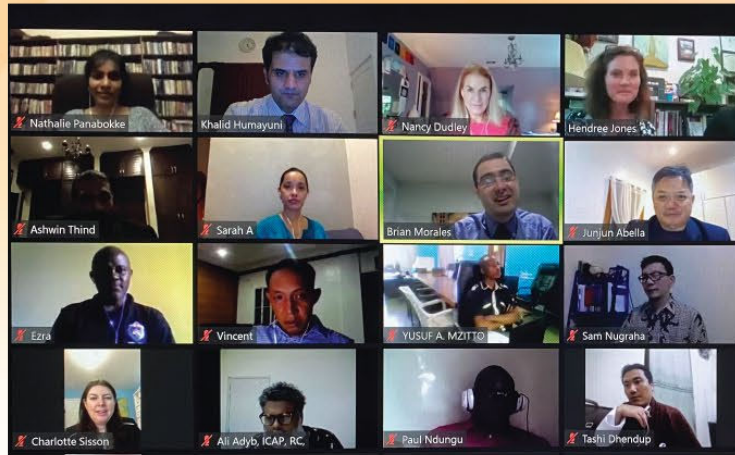 Nathalie Panabokke
Khalid Humayuni
Nancy Dudley
Hendree Jones
Ashwin Thind
Sarah A
Brian Morales
Junjun Abella
Ezra
Vincent
YUSUF A. MZITTO
Sam Nugraha
Charlotte Sisson
Ali Adyb, ICAP, RC,
Paul Ndungu
Tashi Dhendup